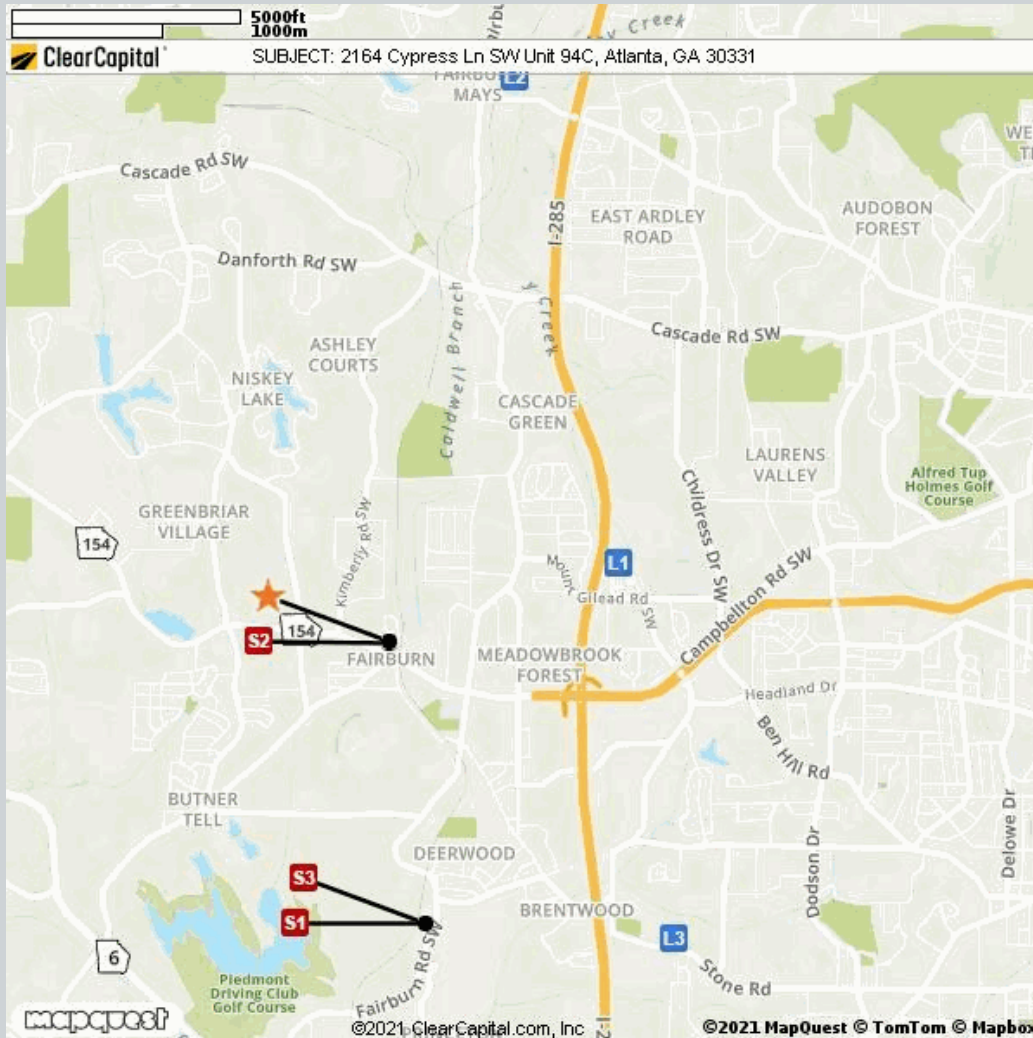 5000ft
1000m
ClearCapital
SUBJECT: 2164 Cypress Ln SW Unit 94C, Atlanta, GA 30331
L2
MAYS
Creek
Cascade Rd SW
I-285
EAST ARDLEY
ROAD
AUDOBON
FOREST
Danforth Rd SW
Caldwell Branch
y Creek
Cascade Rd SW
ASHLEY
COURTS
NISKEY
LAKE
CASCADE
GREEN
LAURENS
VALLEY
Alfred Tup
Holmes Golf
Course
GREENBRIAR
VILLAGE
154
Kimberly Rd SW
Childress Dr SW
L1
Mount
Gilead Rd
SW
Campbellton Rd SW
S2
154
FAIRBURN
MEADOWBROOK
FOREST
Headland Dr
Ben Hill Rd
BUTNER
TELL
DEERWOOD
Dodson Dr
Delowe Dr
S3
S1
BRENTWOOD
L3
Stone Rd
6
Piedmont
Driving Club
Golf Course
Fairburn Rd SW
mapquest
©2021 ClearCapital.com, Inc
I-2
©2021 MapQuest © TomTom © Mapbox